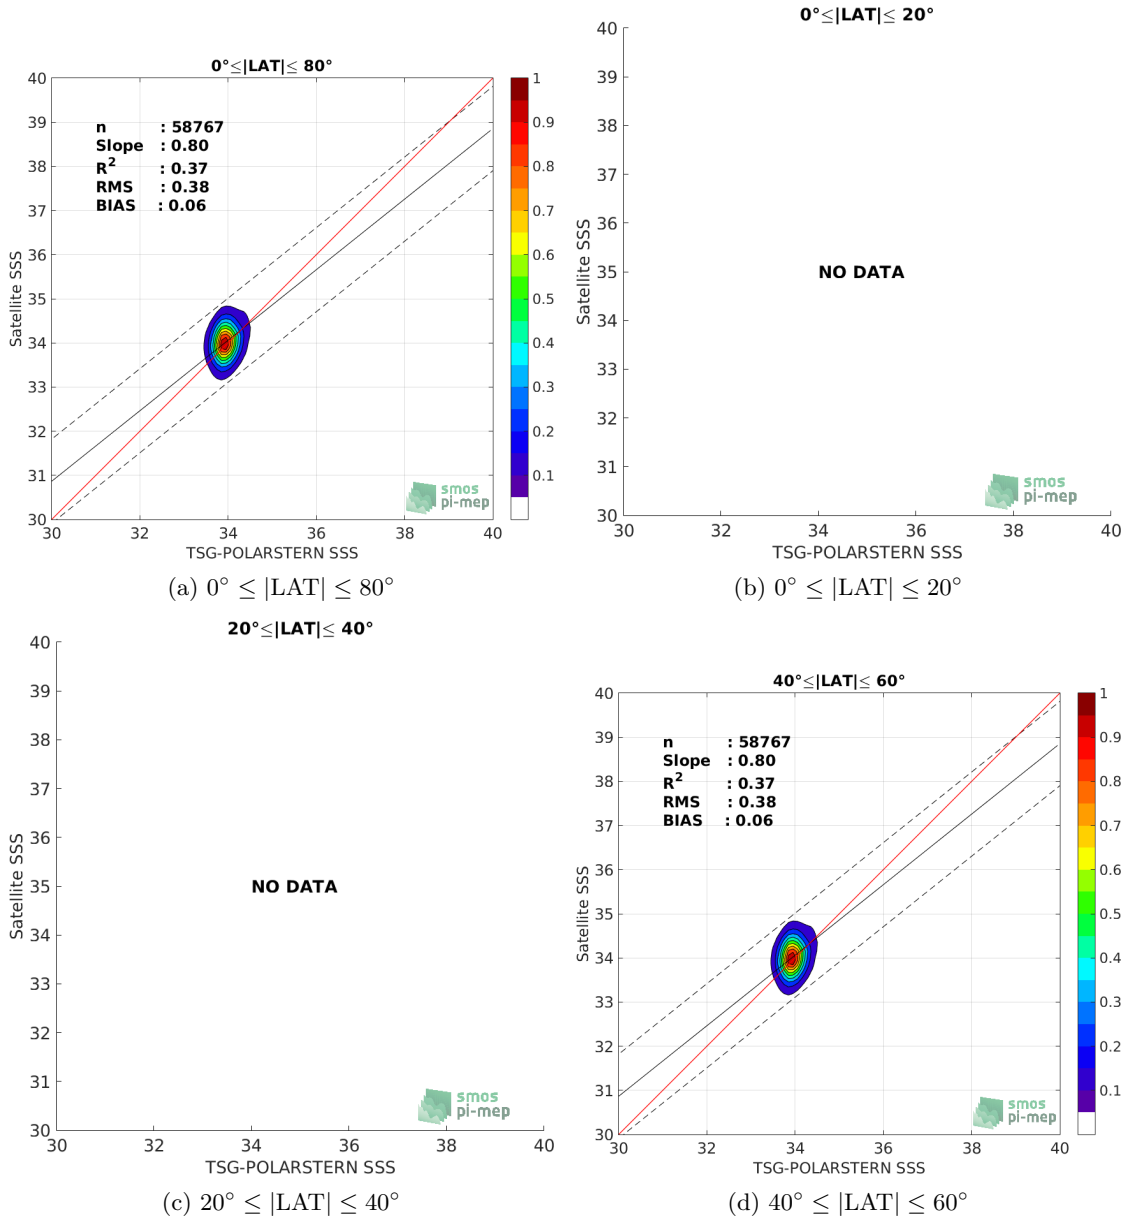 0°≤|LAT|≤ 80°
40
39
38
37
36
35
34
33
32
31
30
Satellite SSS
n : 58767
Slope : 0.80
R² : 0.37
RMS : 0.38
BIAS : 0.06
smos
pi-mep
30 32 34 36 38 40
TSG-POLARSTERN SSS
1
0.9
0.8
0.7
0.6
0.5
0.4
0.3
0.2
0.1
(a) 0° ≤ |LAT| ≤ 80°
0°≤|LAT|≤ 20°
40
39
38
37
36
35
34
33
32
31
30
Satellite SSS
NO DATA
smos
pi-mep
30 32 34 36 38 40
TSG-POLARSTERN SSS
(b) 0° ≤ |LAT| ≤ 20°
20°≤|LAT|≤ 40°
40
39
38
37
36
35
34
33
32
31
30
Satellite SSS
NO DATA
smos
pi-mep
30 32 34 36 38 40
TSG-POLARSTERN SSS
(c) 20° ≤ |LAT| ≤ 40°
40°≤|LAT|≤ 60°
40
39
38
37
36
35
34
33
32
31
30
Satellite SSS
n : 58767
Slope : 0.80
R² : 0.37
RMS : 0.38
BIAS : 0.06
smos
pi-mep
30 32 34 36 38 40
TSG-POLARSTERN SSS
1
0.9
0.8
0.7
0.6
0.5
0.4
0.3
0.2
0.1
(d) 40° ≤ |LAT| ≤ 60°